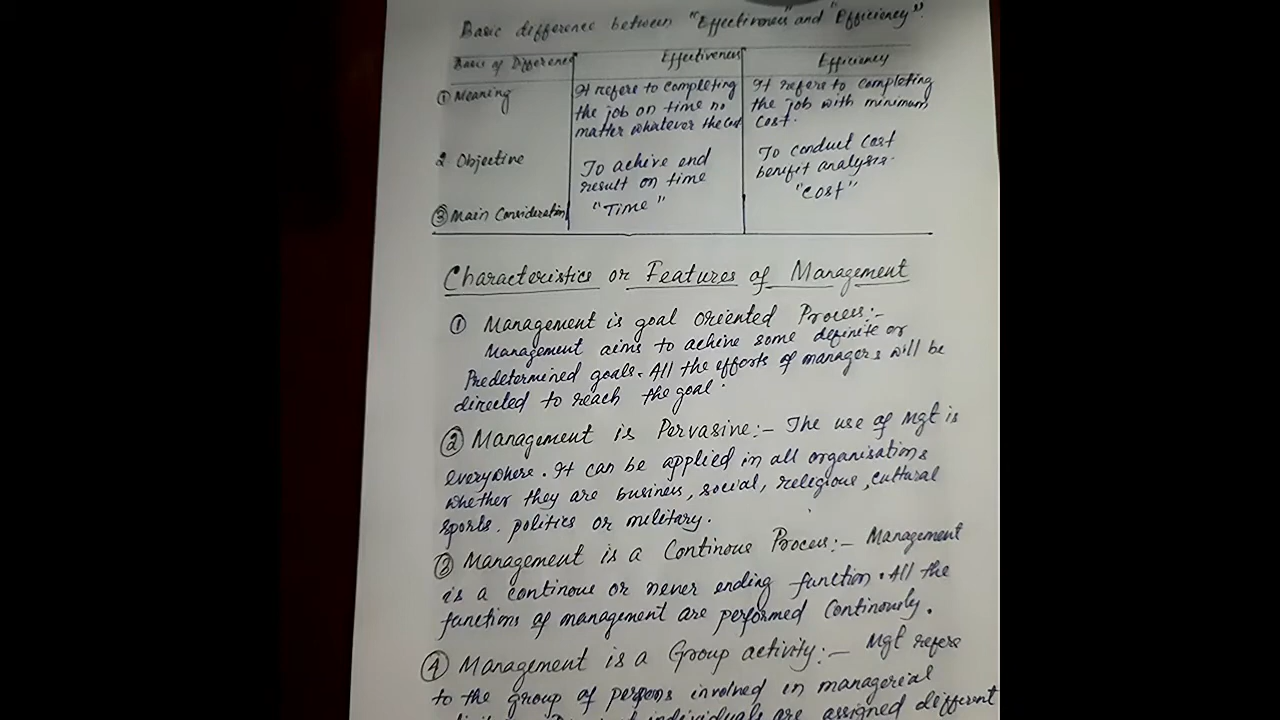 Basic difference between "Effectiveness" and "Efficiency".
Basic of Difference Effectiveness Efficiency
① Meaning It refere to completing the job on time no matter whatever the cost It refere to completing the job with minimum cost.
2 Objective To achive end result on time To conduct cost benifit analysis.
③ Main Consideration "Time" "Cost"
Characteristics or Features of Management
① Management is goal oriented Process:-
Management aims to achive some definite or
Predetermined goals. All the efforts of managers will be
directed to reach the goal.
② Management is Pervasive:- The use of Mgt is
everywhere. It can be applied in all organisations
whether they are business, social, religious, cultural
sports. politics or military.
③ Management is a Continous Process:- Management
is a continous or never ending function. All the
functions of management are performed Continously.
④ Management is a Group activity:- Mgt refere
to the group of persons involved in managerial
individuals are assigned different